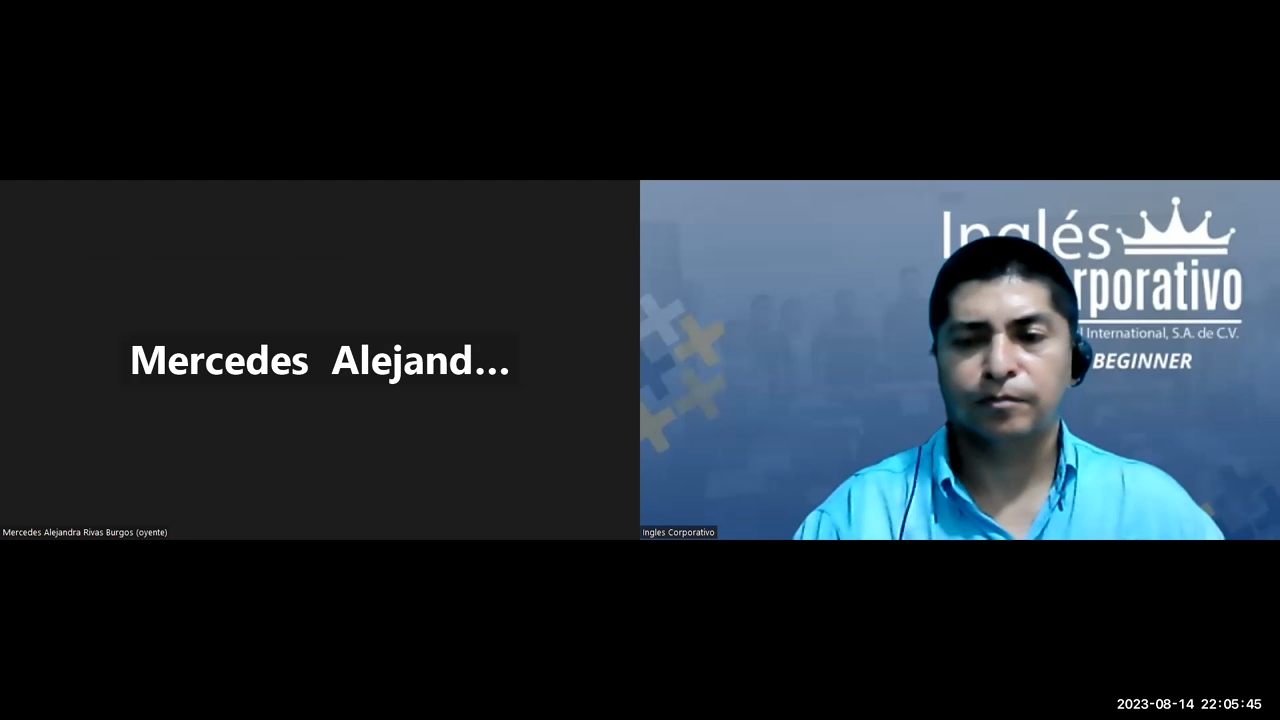 Mercedes Alejand...
Mercedes Alejandra Rivas Burgos (oyente)
Inglés
rporativo
l International, S.A. de C.V.
BEGINNER
Ingles Corporativo
2023-08-14 22:05:45